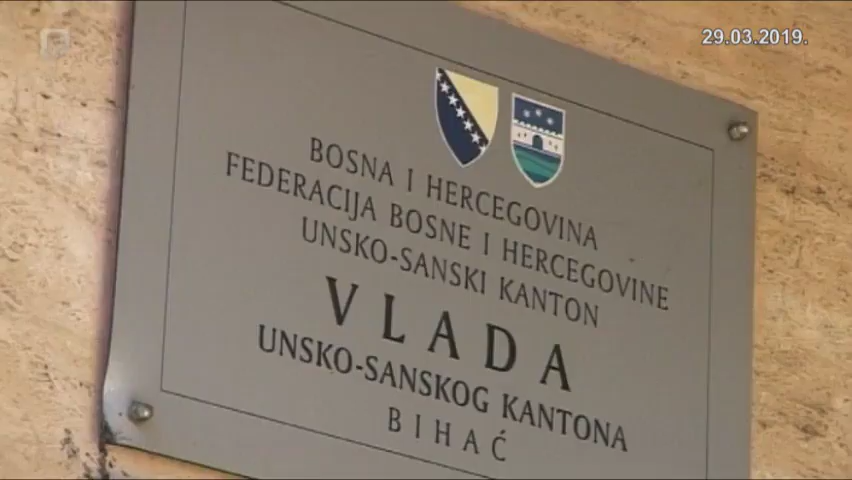 29.03.2019.
BOSNA I HERCEGOVINA
FEDERACIJA BOSNE I HERCEGOVINE
UNSKO-SANSKI KANTON
VLADA
UNSKO-SANSKOG KANTONA
BIHAĆ